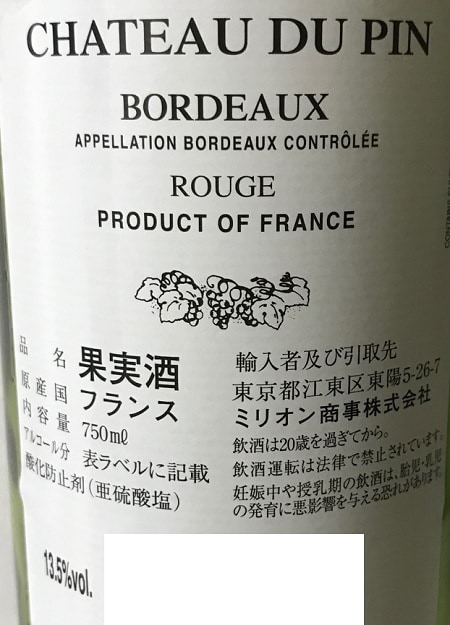 CHATEAU DU PIN
BORDEAUX
APPELLATION BORDEAUX CONTRÔLÉE
ROUGE
PRODUCT OF FRANCE
品名 果実酒
原産国 フランス
内容量 750mℓ
アルコール分 表ラベルに記載
酸化防止剤(亜硫酸塩)
輸入者及び引取先
東京都江東区東陽5-26-7
ミリオン商事株式会社
飲酒は20歳を過ぎてから。
飲酒運転は法律で禁止されています。
妊娠中や授乳期の飲酒は、胎児・乳児
の発育に悪影響を与える恐れがあります。
13.5%vol.